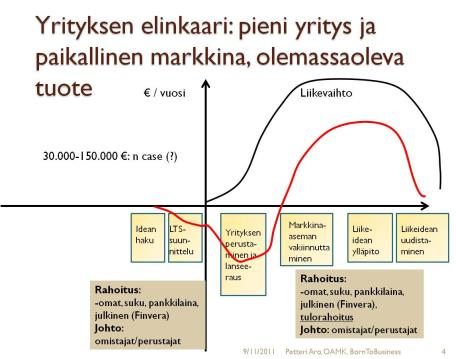 Yrityksen elinkaari: pieni yritys ja
paikallinen markkina, olemassaoleva
tuote
€ / vuosi
Liikevaihto
30.000-150.000 €: n case (?)
Idean
haku
LTS-
suun-
nittelu
Yrityksen
perusta-
minen ja
lansee-
raus
Markkina-
aseman
vakiinnutta
minen
Liike-
idean
ylläpito
Liikeidean
uudista-
minen
Rahoitus:
-omat, suku, pankkilaina,
julkinen (Finvera)
Johto:
omistajat/perustajat
Rahoitus:
-omat, suku, pankkilaina,
julkinen (Finvera),
tulorahoitus
Johto: omistajat/perustajat
9/11/2011 Petteri Aro, OAMK, BornToBusiness 4